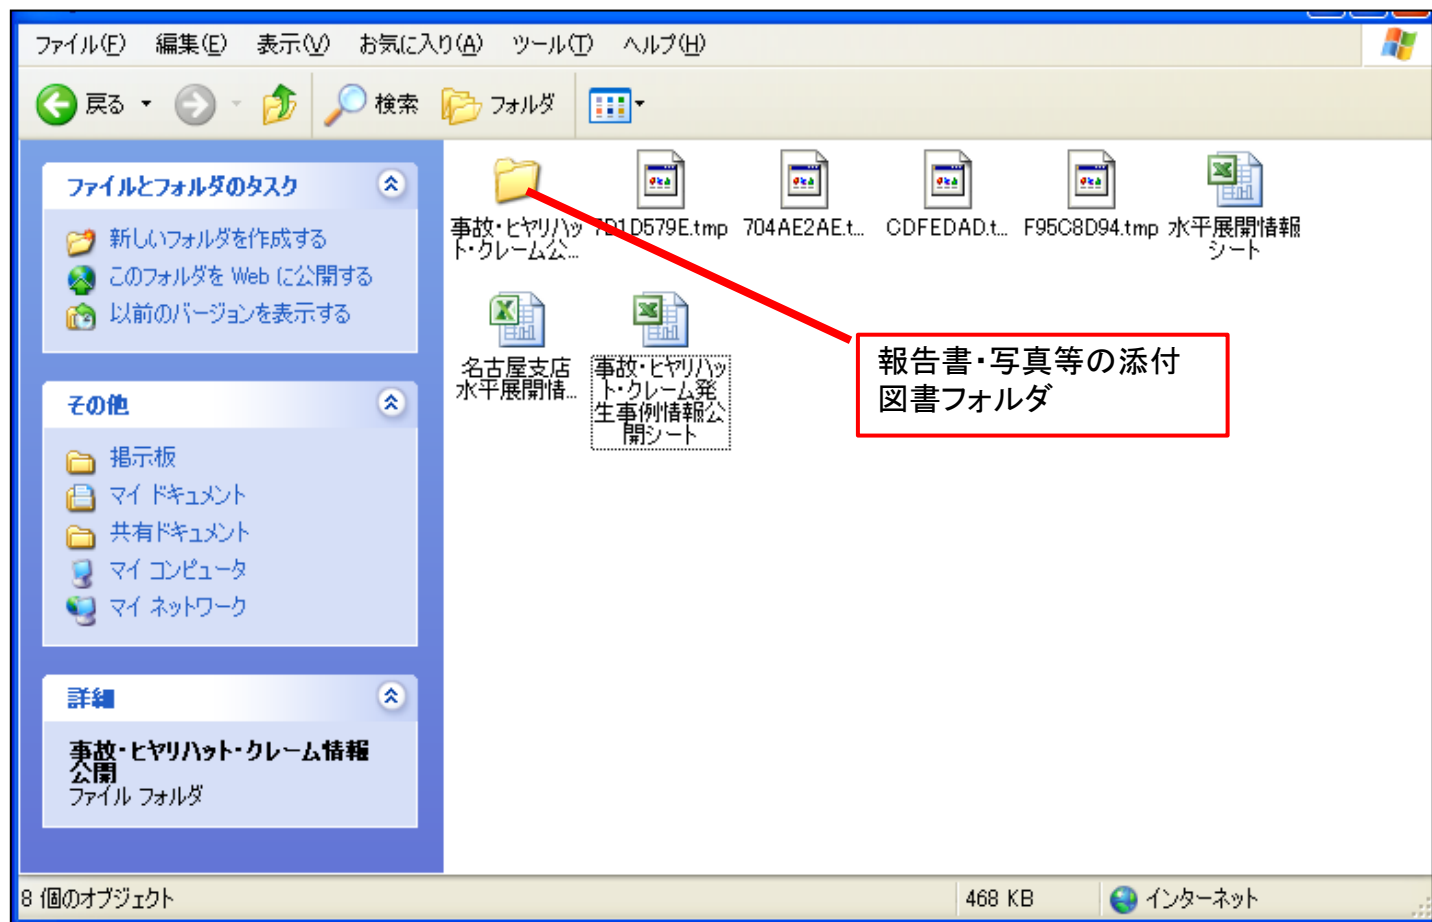 ファイル(F) 編集(E) 表示(V) お気に入り(A) ツール(T) ヘルプ(H)
戻る 検索 フォルダ
ファイルとフォルダのタスク
新しいフォルダを作成する
このフォルダを Web に公開する
以前のバージョンを表示する
その他
掲示板
マイ ドキュメント
共有ドキュメント
マイ コンピュータ
マイ ネットワーク
詳細
事故・ヒヤリハット・クレーム情報
公開
ファイル フォルダ
事故・ヒヤリハッ
ト・クレーム公...
7D1D579E.tmp
704AE2AE.t...
CDFEDAD.t...
F95C8D94.tmp
水平展開情報
シート
名古屋支店
水平展開情...
事故・ヒヤリハッ
ト・クレーム発
生事例情報公
開シート
報告書・写真等の添付
図書フォルダ
8 個のオブジェクト
468 KB
インターネット